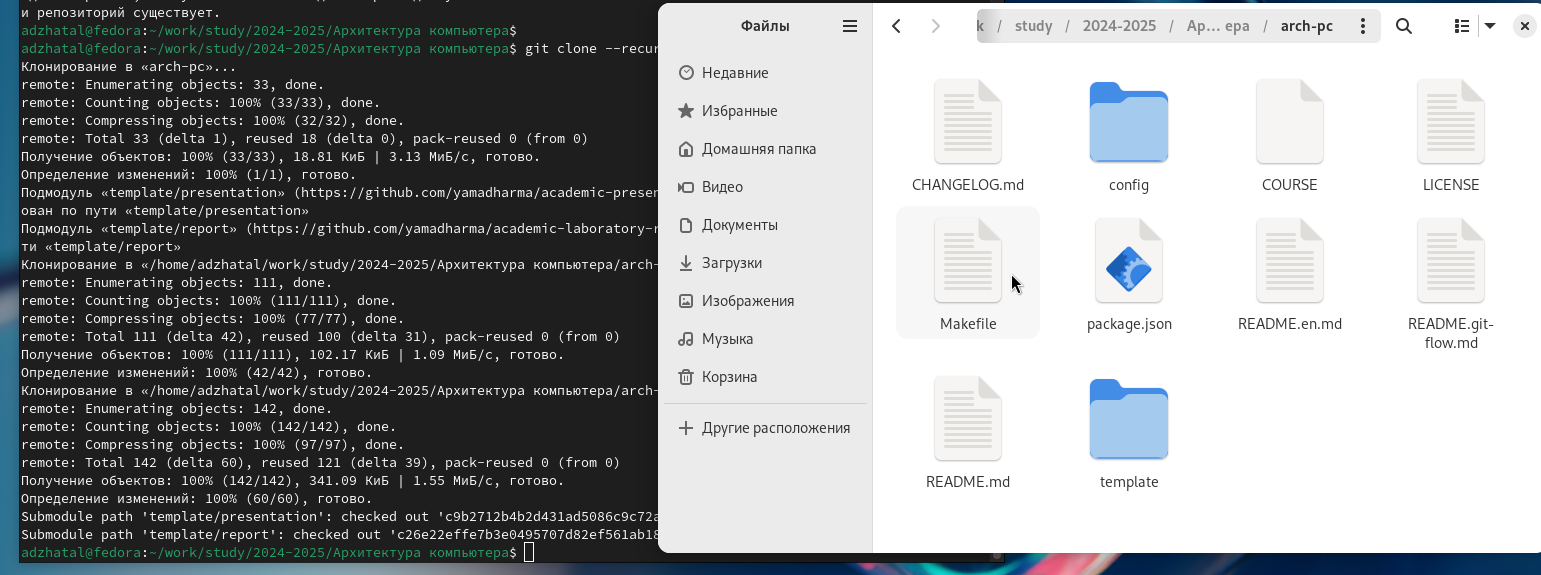 и репозиторий существует.
adzhatal@fedora:~/work/study/2024-2025/Архитектура компьютера$
adzhatal@fedora:~/work/study/2024-2025/Архитектура компьютера$ git clone --recur
Клонирование в «arch-pc»...
remote: Enumerating objects: 33, done.
remote: Counting objects: 100% (33/33), done.
remote: Compressing objects: 100% (32/32), done.
remote: Total 33 (delta 1), reused 18 (delta 0), pack-reused 0 (from 0)
Получение объектов: 100% (33/33), 18.81 КиБ | 3.13 МиБ/с, готово.
Определение изменений: 100% (1/1), готово.
Подмодуль «template/presentation» (https://github.com/yamadharma/academic-presen
ован по пути «template/presentation»
Подмодуль «template/report» (https://github.com/yamadharma/academic-laboratory-r
ти «template/report»
Клонирование в «/home/adzhatal/work/study/2024-2025/Архитектура компьютера/arch-
remote: Enumerating objects: 111, done.
remote: Counting objects: 100% (111/111), done.
remote: Compressing objects: 100% (77/77), done.
remote: Total 111 (delta 42), reused 100 (delta 31), pack-reused 0 (from 0)
Получение объектов: 100% (111/111), 102.17 КиБ | 1.09 МиБ/с, готово.
Определение изменений: 100% (42/42), готово.
Клонирование в «/home/adzhatal/work/study/2024-2025/Архитектура компьютера/arch-
remote: Enumerating objects: 142, done.
remote: Counting objects: 100% (142/142), done.
remote: Compressing objects: 100% (97/97), done.
remote: Total 142 (delta 60), reused 121 (delta 39), pack-reused 0 (from 0)
Получение объектов: 100% (142/142), 341.09 КиБ | 1.55 МиБ/с, готово.
Определение изменений: 100% (60/60), готово.
Submodule path 'template/presentation': checked out 'c9b2712b4b2d431ad5086c9c72a
Submodule path 'template/report': checked out 'c26e22effe7b3e0495707d82ef561ab18
adzhatal@fedora:~/work/study/2024-2025/Архитектура компьютера$
Файлы
k / study / 2024-2025 / Ар... ера / arch-pc
Недавние
Избранные
Домашняя папка
Видео
Документы
Загрузки
Изображения
Музыка
Корзина
Другие расположения
CHANGELOG.md
config
COURSE
LICENSE
Makefile
package.json
README.en.md
README.git-
flow.md
README.md
template